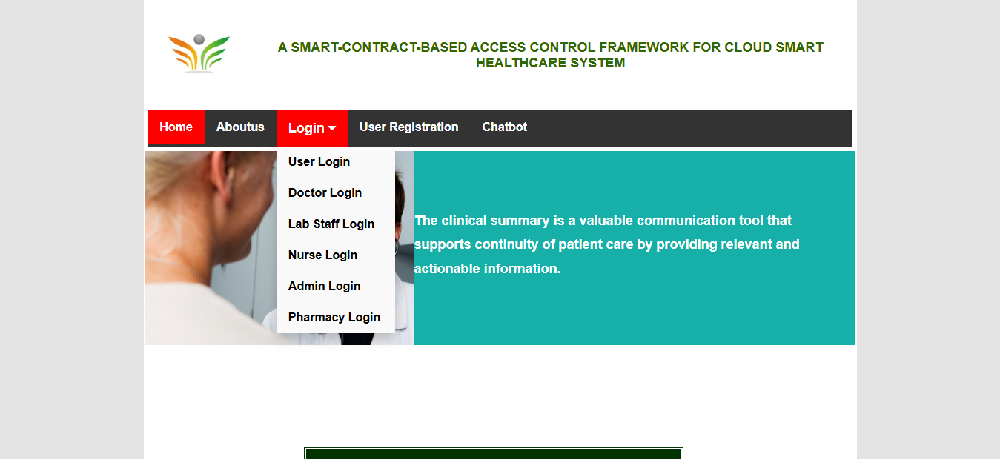 A SMART-CONTRACT-BASED ACCESS CONTROL FRAMEWORK FOR CLOUD SMART
HEALTHCARE SYSTEM
Home
Aboutus
Login
User Registration
Chatbot
User Login
Doctor Login
Lab Staff Login
Nurse Login
Admin Login
Pharmacy Login
The clinical summary is a valuable communication tool that
supports continuity of patient care by providing relevant and
actionable information.